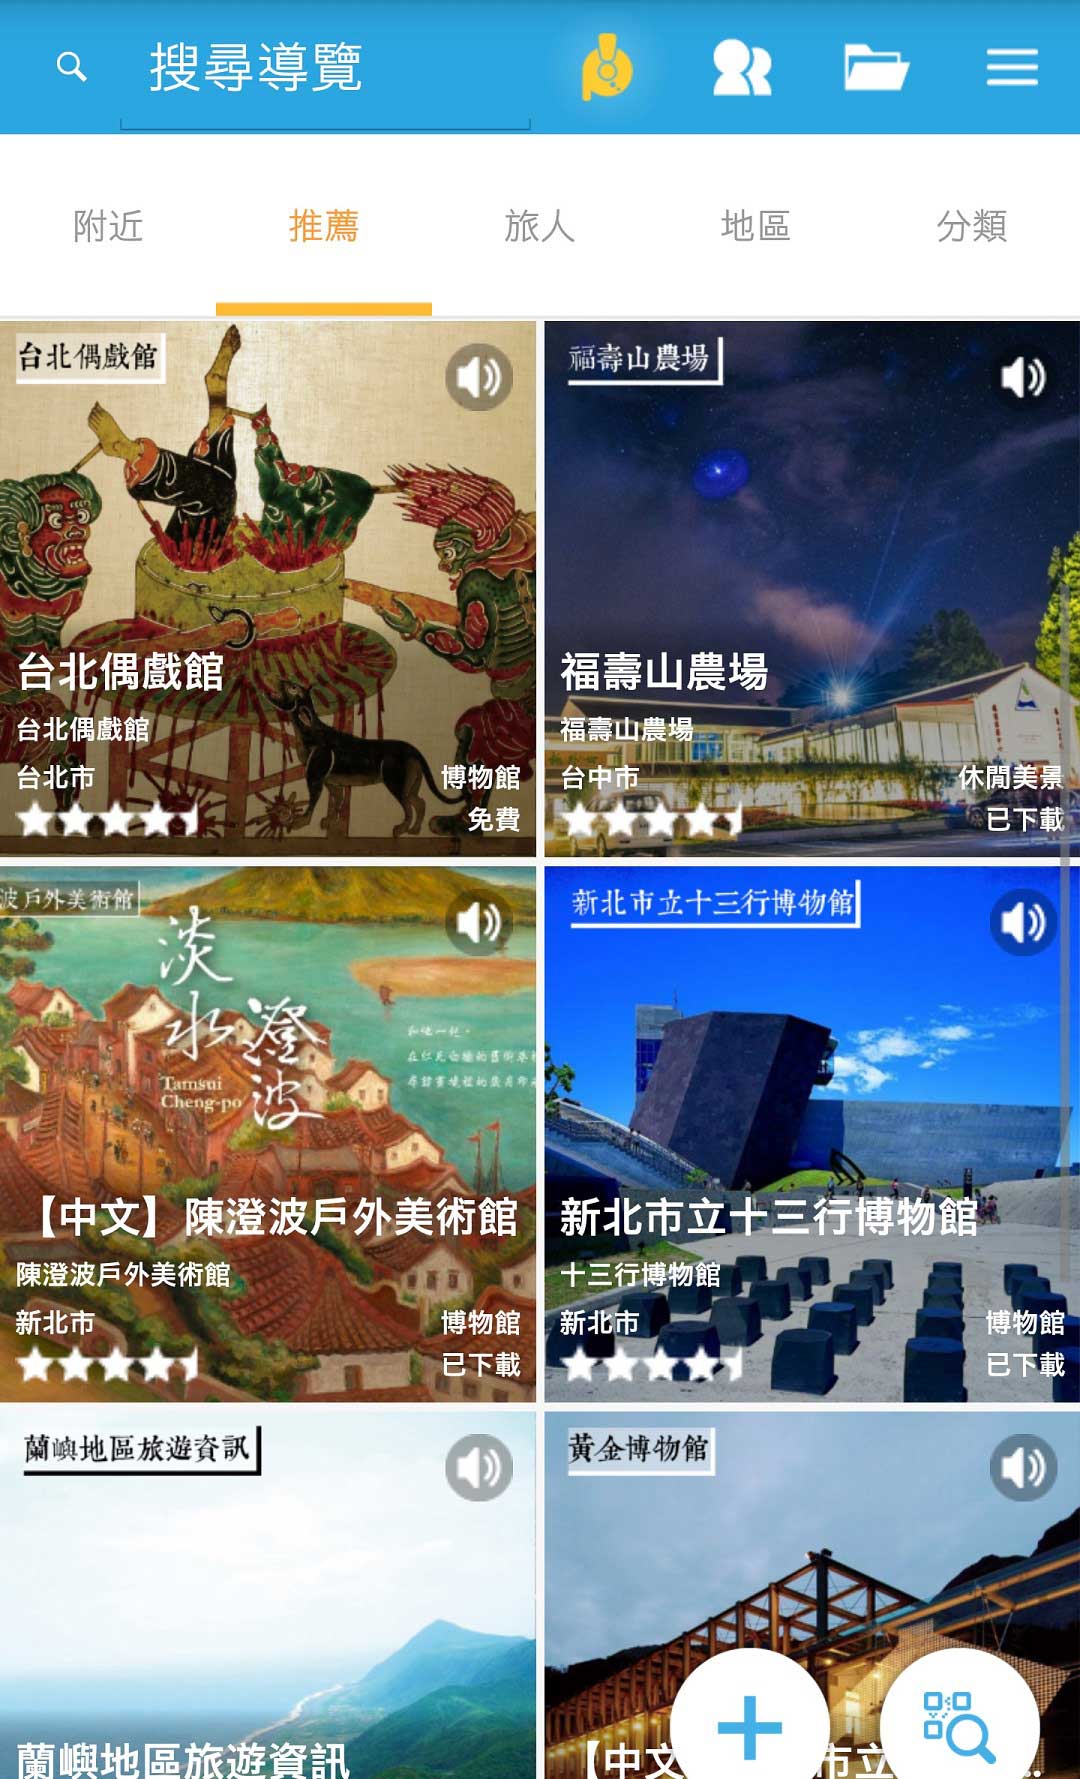 搜尋導覽
附近
推薦
旅人
地區
分類
台北偶戲館
台北偶戲館
台北偶戲館
台北市
博物館
免費
福壽山農場
福壽山農場
福壽山農場
台中市
休閒美景
已下載
波戶外美術館
淡水
澄波
Tamsui
Cheng-po
【中文】陳澄波戶外美術館
陳澄波戶外美術館
新北市
博物館
已下載
新北市立十三行博物館
新北市立十三行博物館
十三行博物館
新北市
博物館
已下載
蘭嶼地區旅遊資訊
蘭嶼地區旅遊資訊
黃金博物館
【中文
市立